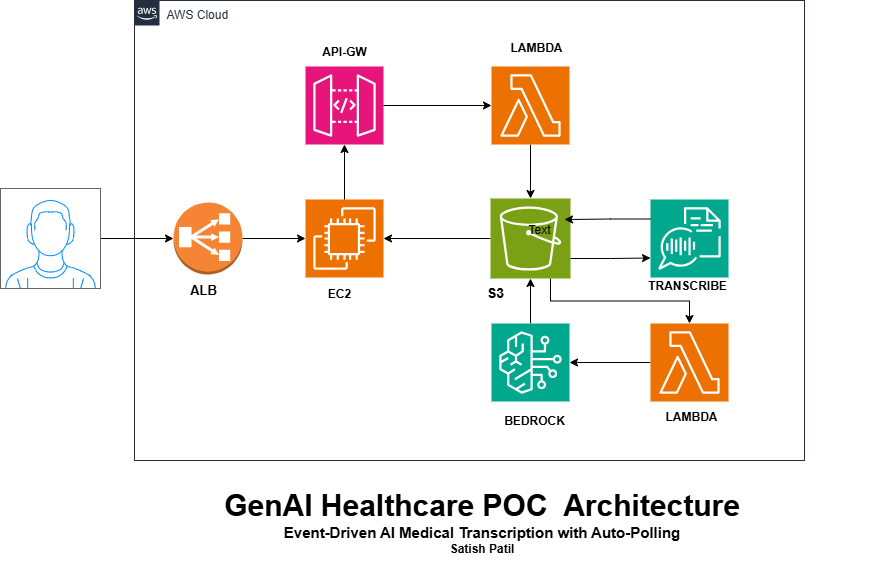 aws
AWS Cloud
API-GW
LAMBDA
</>
Text
ALB
EC2
S3
TRANSCRIBE
BEDROCK
LAMBDA
GenAI Healthcare POC  Architecture
Event-Driven AI Medical Transcription with Auto-Polling
Satish Patil